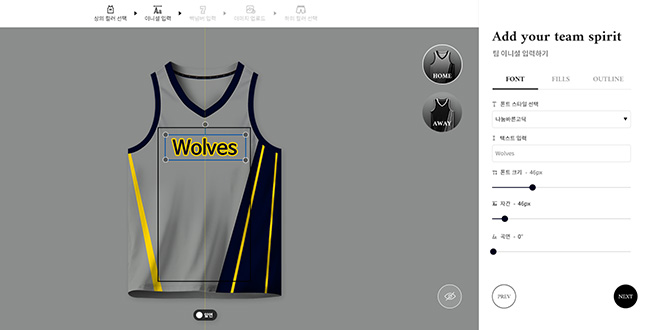 상의 컬러 선택
이니셜 입력
백넘버 입력
이미지 업로드
하의 컬러 선택
HOME
AWAY
Wolves
앞면
Add your team spirit
팀 이니셜 입력하기
FONT
FILLS
OUTLINE
폰트 스타일 선택
나눔바른고딕
텍스트 입력
Wolves
폰트 크기 - 46px
자간 - 46px
곡면 - 0°
PREV
NEXT